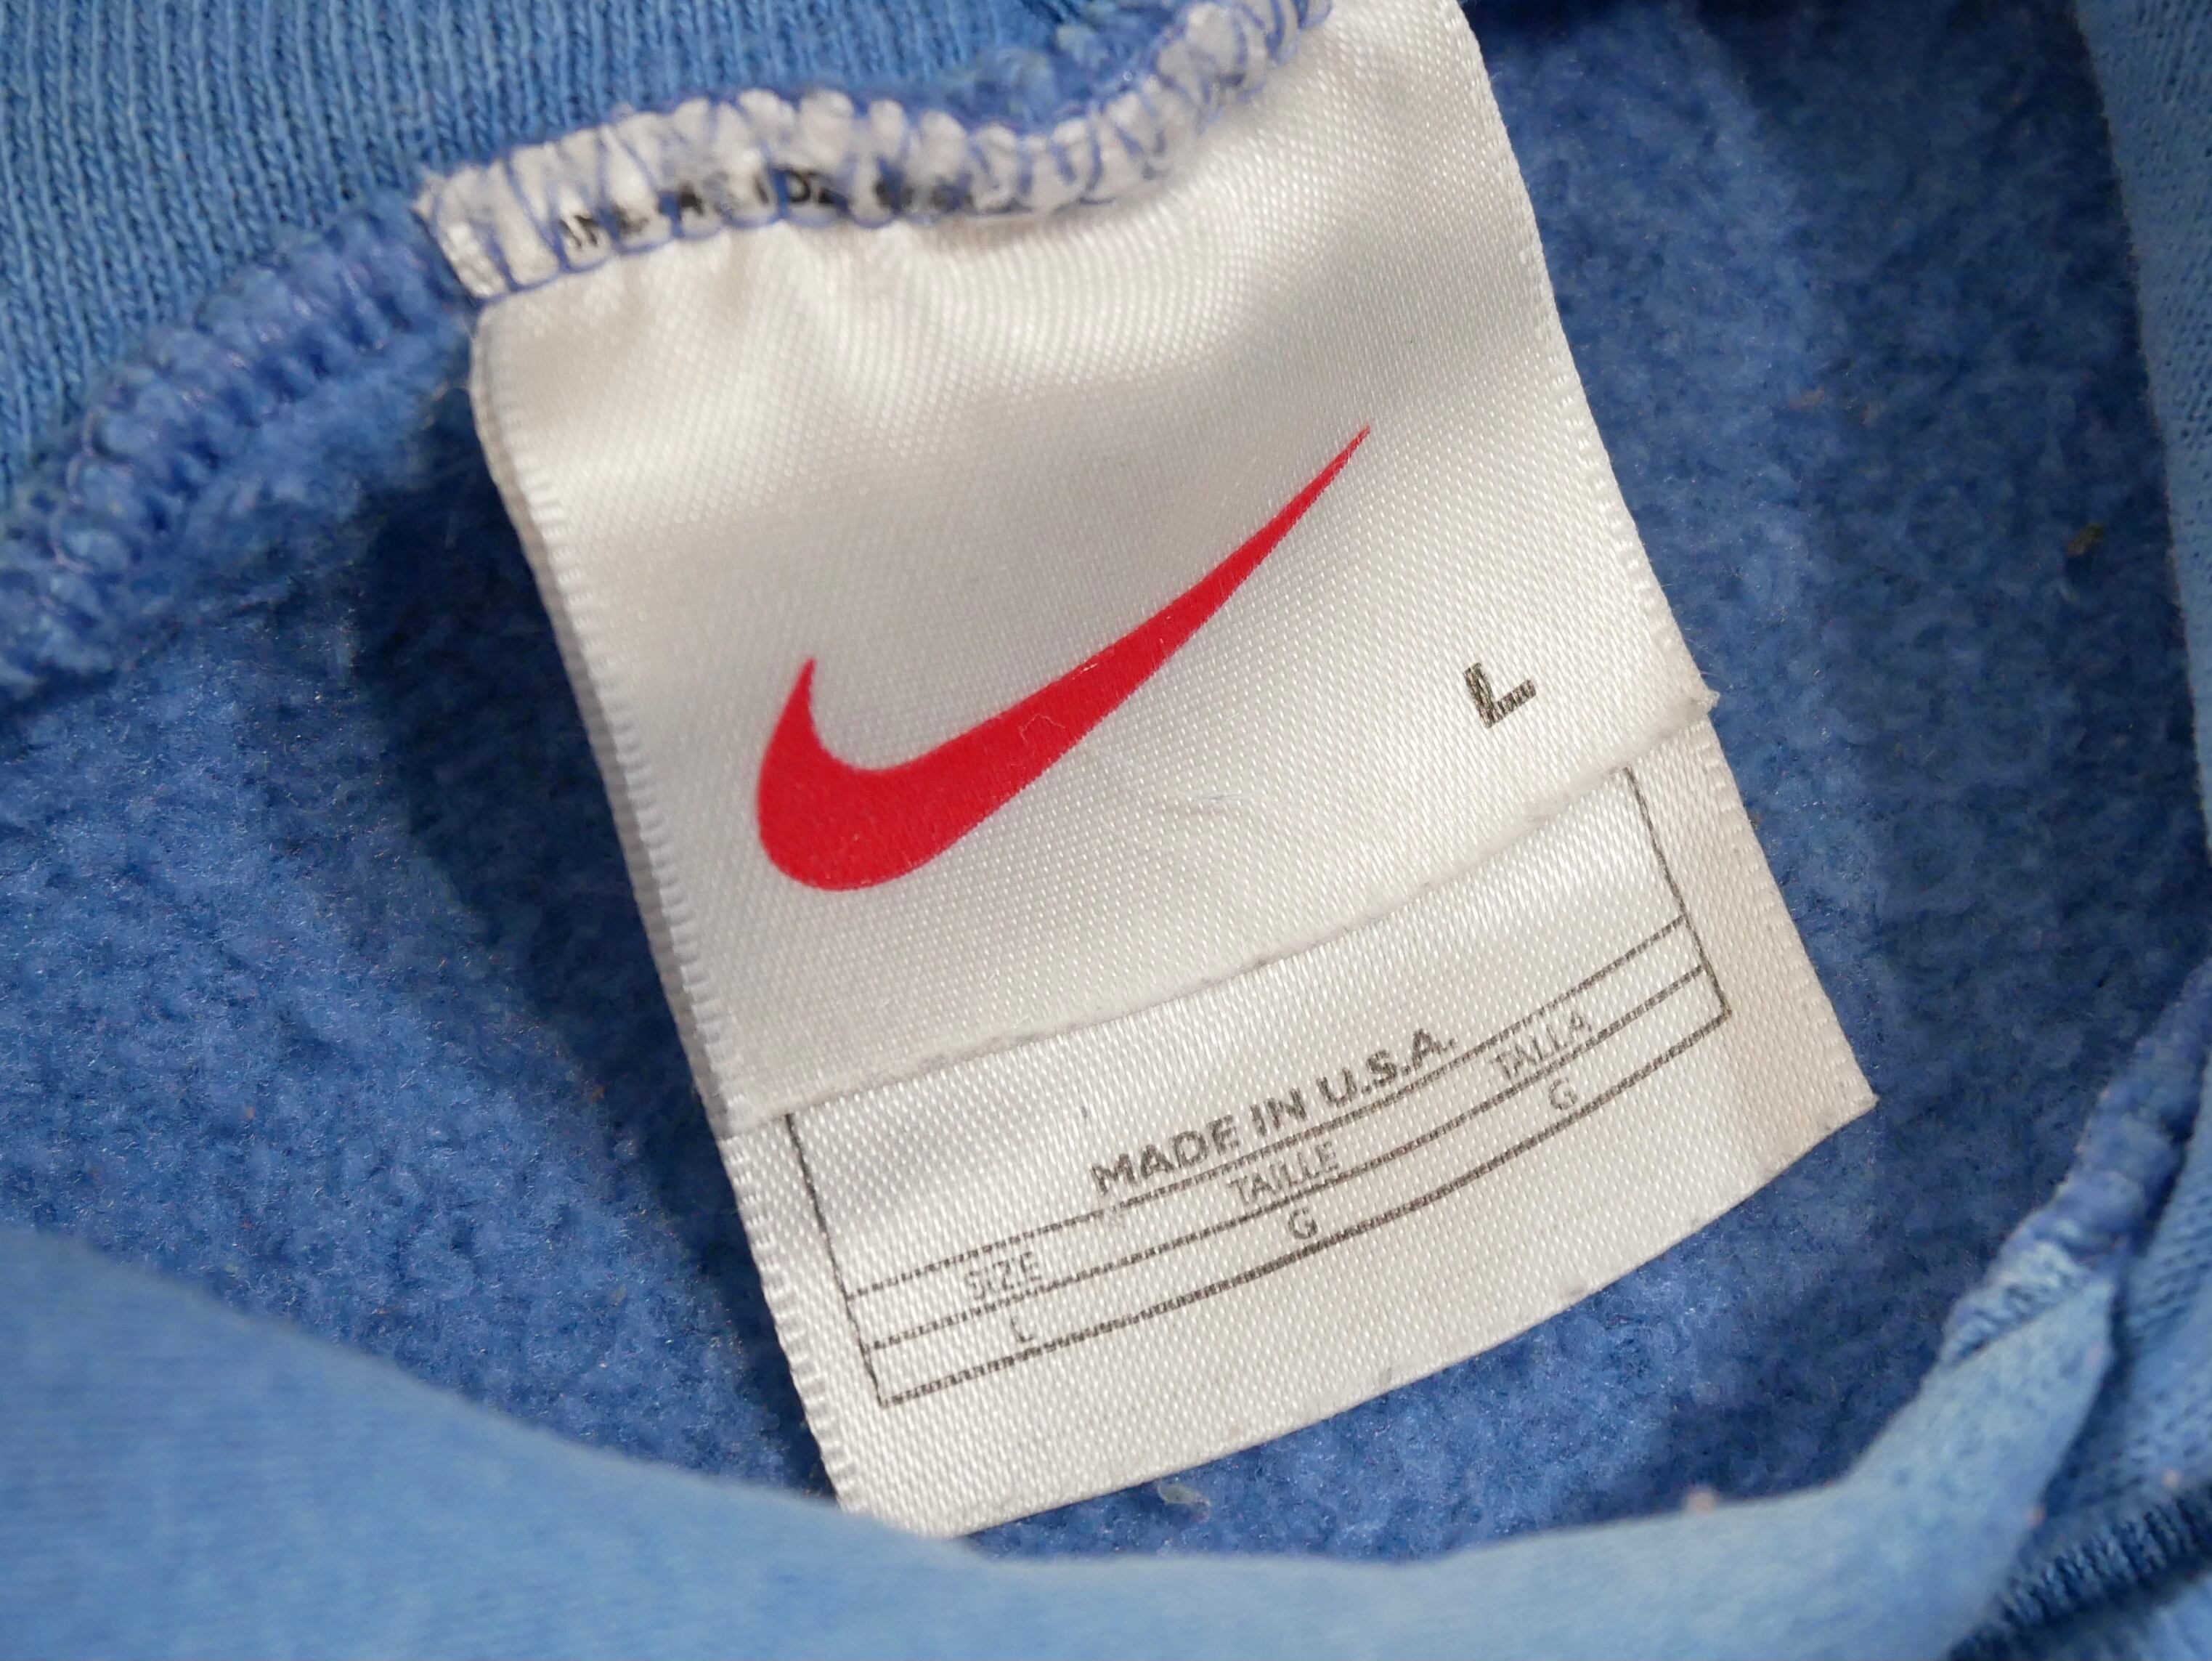 L
MADE IN U.S.A.
SIZE TAILLE TALLA
L G G